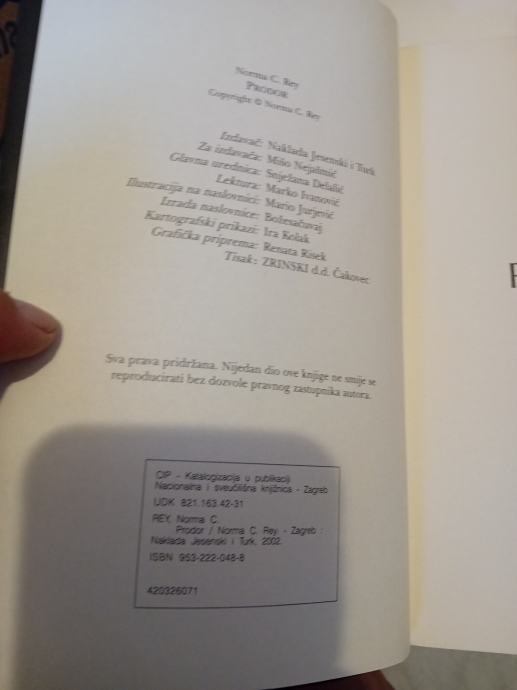 Norma C. Rey
PRODOR
Copyright © Norma C. Rey
Izdavač: Naklada Jesenski i Turk
Za izdavača: Mišo Nejašmić
Glavna urednica: Snježana Delalić
Lektura: Marko Ivanović
Ilustracija na naslovnici: Mario Jurjević
Izrada naslovnice: Božesačuvaj
Kartografski prikazi: Ira Košak
Grafička priprema: Renata Risek
Tisak: ZRINSKI d.d. Čakovec
Sva prava pridržana. Nijedan dio ove knjige ne smije se
reproducirati bez dozvole pravnog zastupnika autora.
CIP - Katalogizacija u publikaciji
Nacionalna i sveučilišna knjižnica - Zagreb
UDK 821.163.42-31
REY, Norma C.
Prodor / Norma C. Rey. - Zagreb :
Naklada Jesenski i Turk, 2002.
ISBN 953-222-048-8
420326071